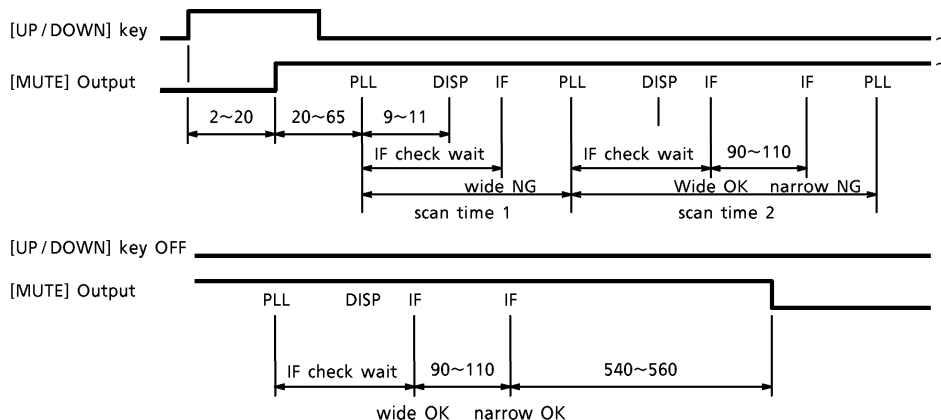 [UP/DOWN] key
[MUTE] Output
PLL DISP IF PLL DISP IF IF PLL
2~20 20~65 9~11
IF check wait IF check wait 90~110
wide NG Wide OK narrow NG
scan time 1 scan time 2
[UP/DOWN] key OFF
[MUTE] Output
PLL DISP IF IF
IF check wait 90~110 540~560
wide OK narrow OK